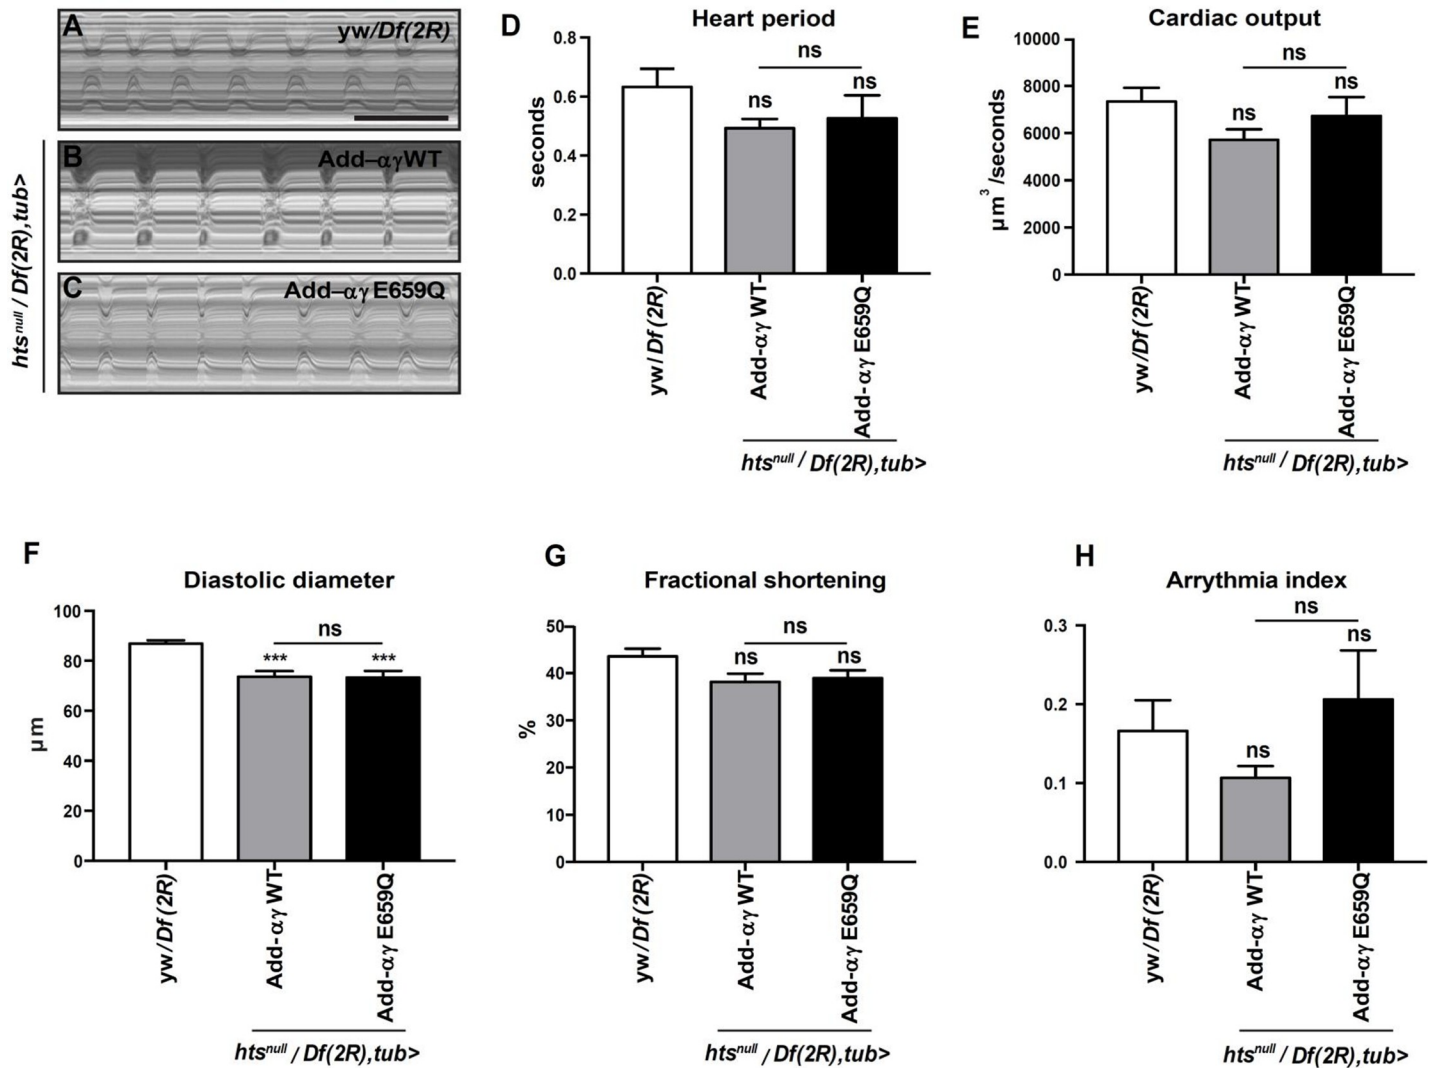 A
yw/Df(2R)
B
Add–αγWT
C
Add–αγ E659Q
hts^null / Df(2R),tub>
D
Heart period
seconds
0.8
0.6
0.4
0.2
0.0
ns
ns
ns
yw/Df (2R)
Add-αγ WT
Add-αγ E659Q
hts^null / Df(2R),tub>
E
Cardiac output
μm³/seconds
10000
8000
6000
4000
2000
0
ns
ns
ns
yw/Df (2R)
Add-αγ WT
Add-αγ E659Q
hts^null / Df(2R),tub>
F
Diastolic diameter
μm
100
80
60
40
20
0
ns
***
***
yw/Df (2R)
Add-αγ WT
Add-αγ E659Q
hts^null / Df(2R),tub>
G
Fractional shortening
%
50
40
30
20
10
0
ns
ns
ns
yw/Df (2R)
Add-αγ WT
Add-αγ E659Q
hts^null / Df(2R),tub>
H
Arrythmia index
0.3
0.2
0.1
0.0
ns
ns
ns
yw/Df (2R)
Add-αγ WT
Add-αγ E659Q
hts^null / Df(2R),tub>